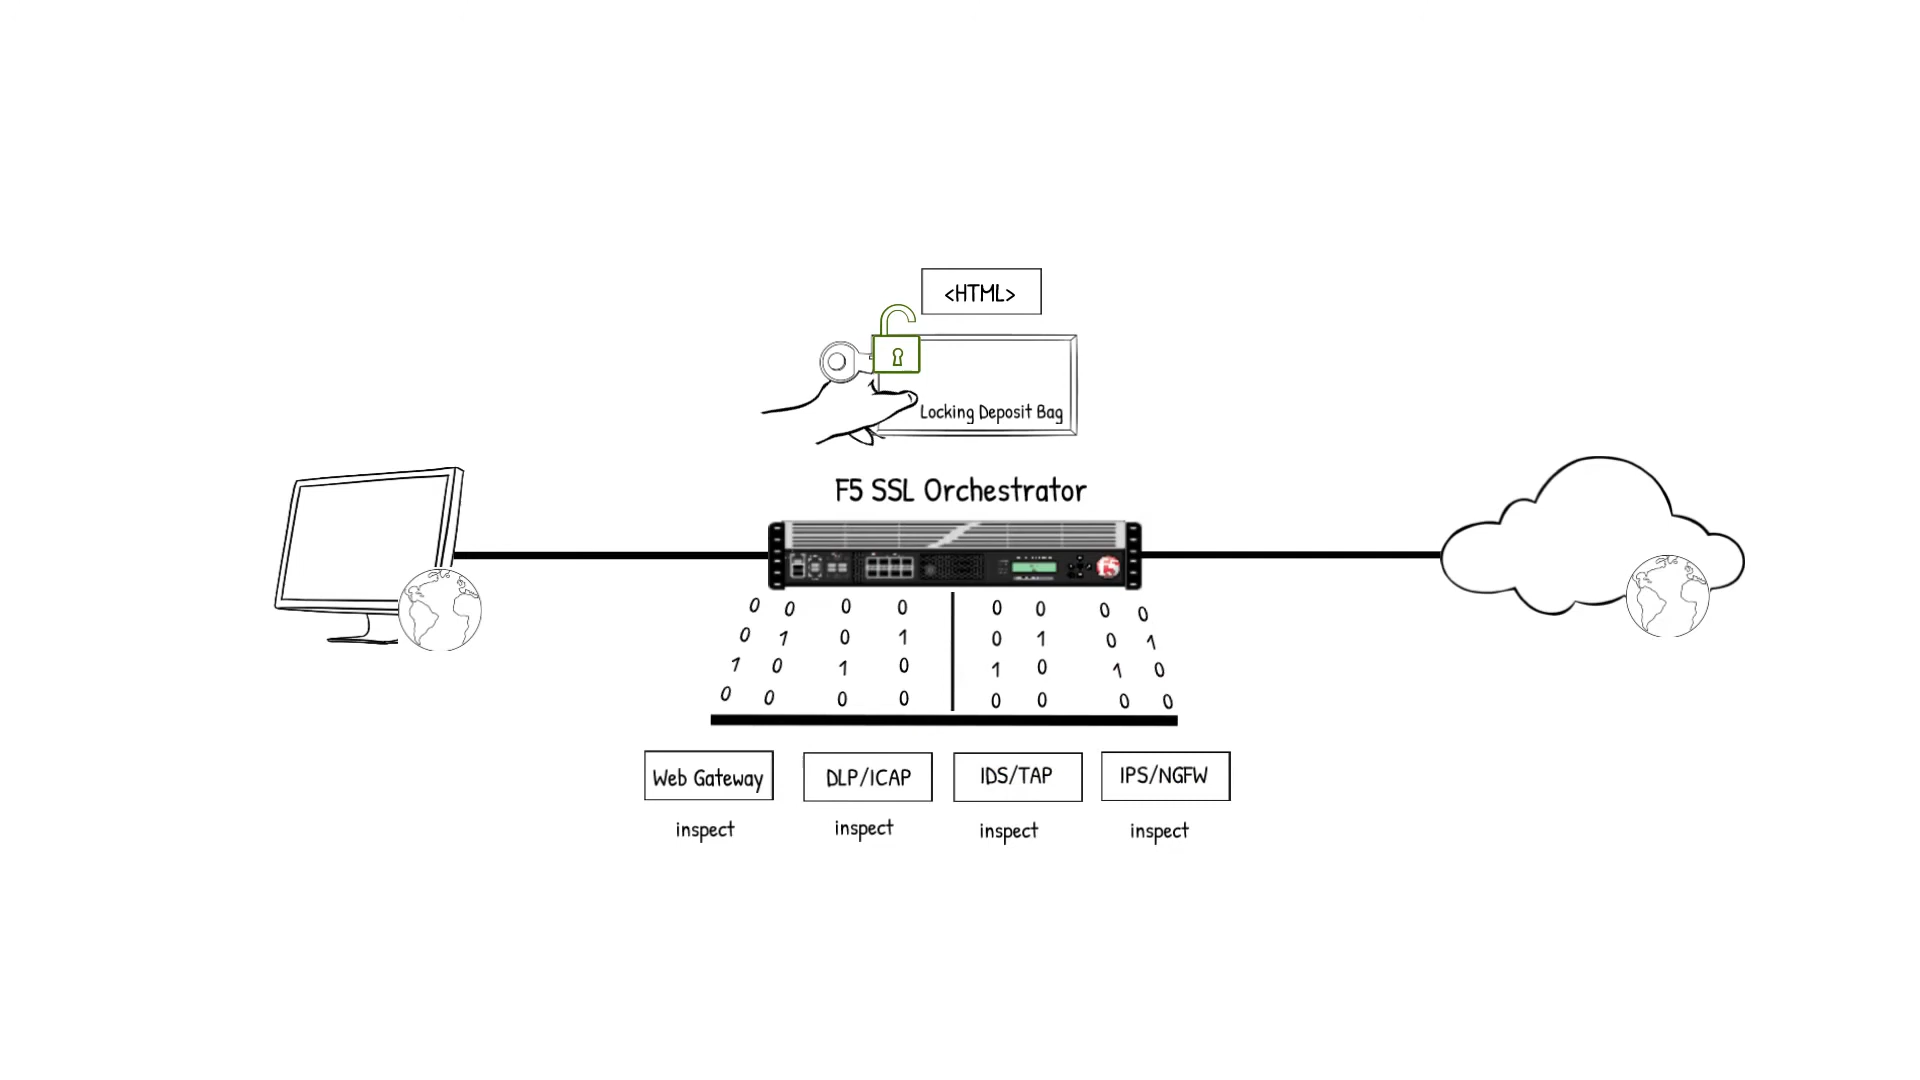 <HTML>
Locking Deposit Bag
F5 SSL Orchestrator
F5
0 0 0 0 0 0 0 0
0 1 0 1 0 1 0 1
1 0 1 0 1 0 1 0
0 0 0 0 0 0 0 0
Web Gateway
DLP/ICAP
IDS/TAP
IPS/NGFW
inspect
inspect
inspect
inspect